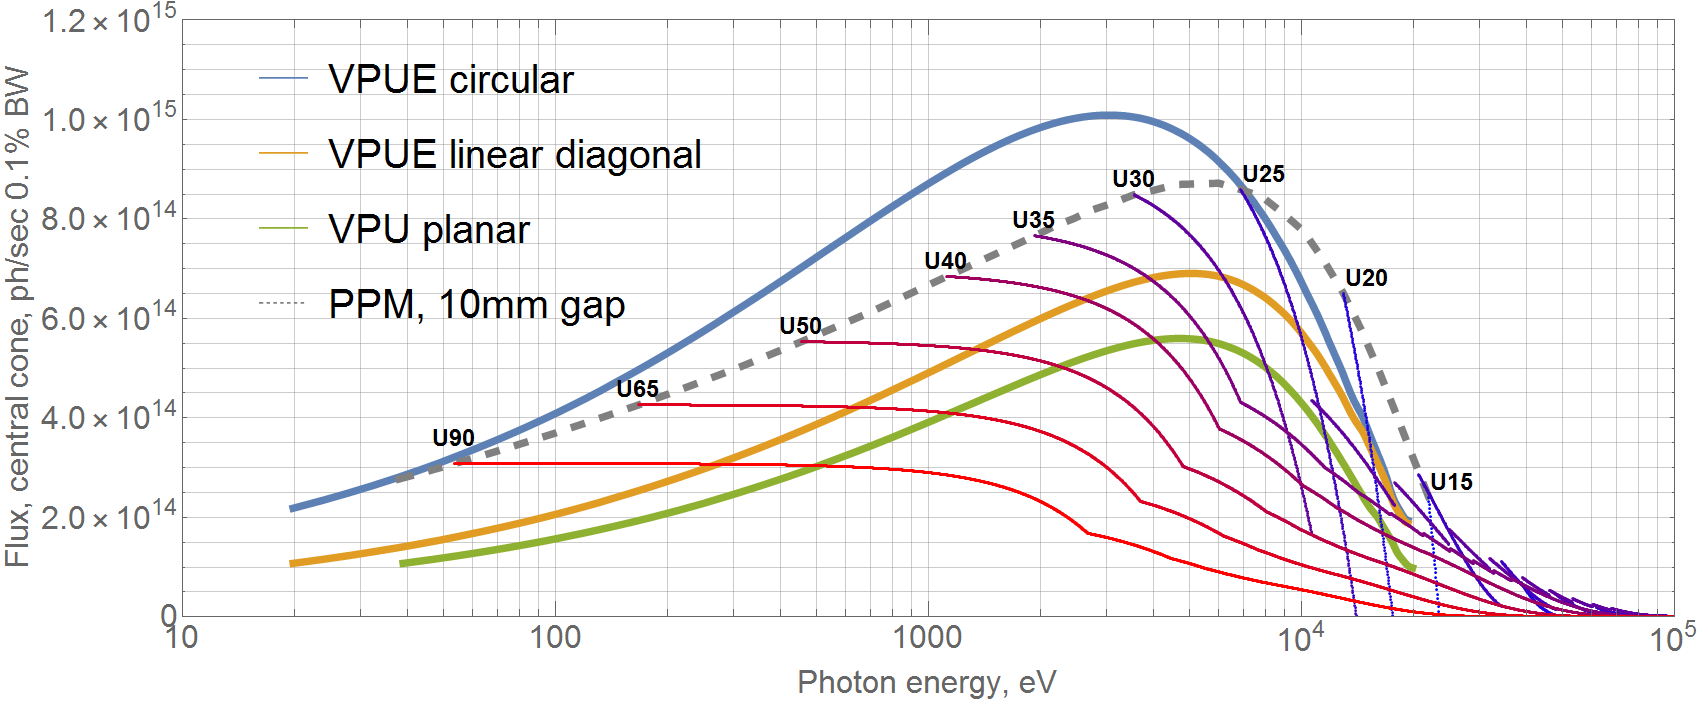 Flux, central cone, ph/sec 0.1% BW
1.2 × 10^15
1.0 × 10^15
8.0 × 10^14
6.0 × 10^14
4.0 × 10^14
2.0 × 10^14
0
VPUE circular
VPUE linear diagonal
VPU planar
PPM, 10mm gap
U90
U65
U50
U40
U35
U30
U25
U20
U15
10
100
1000
10^4
10^5
Photon energy, eV